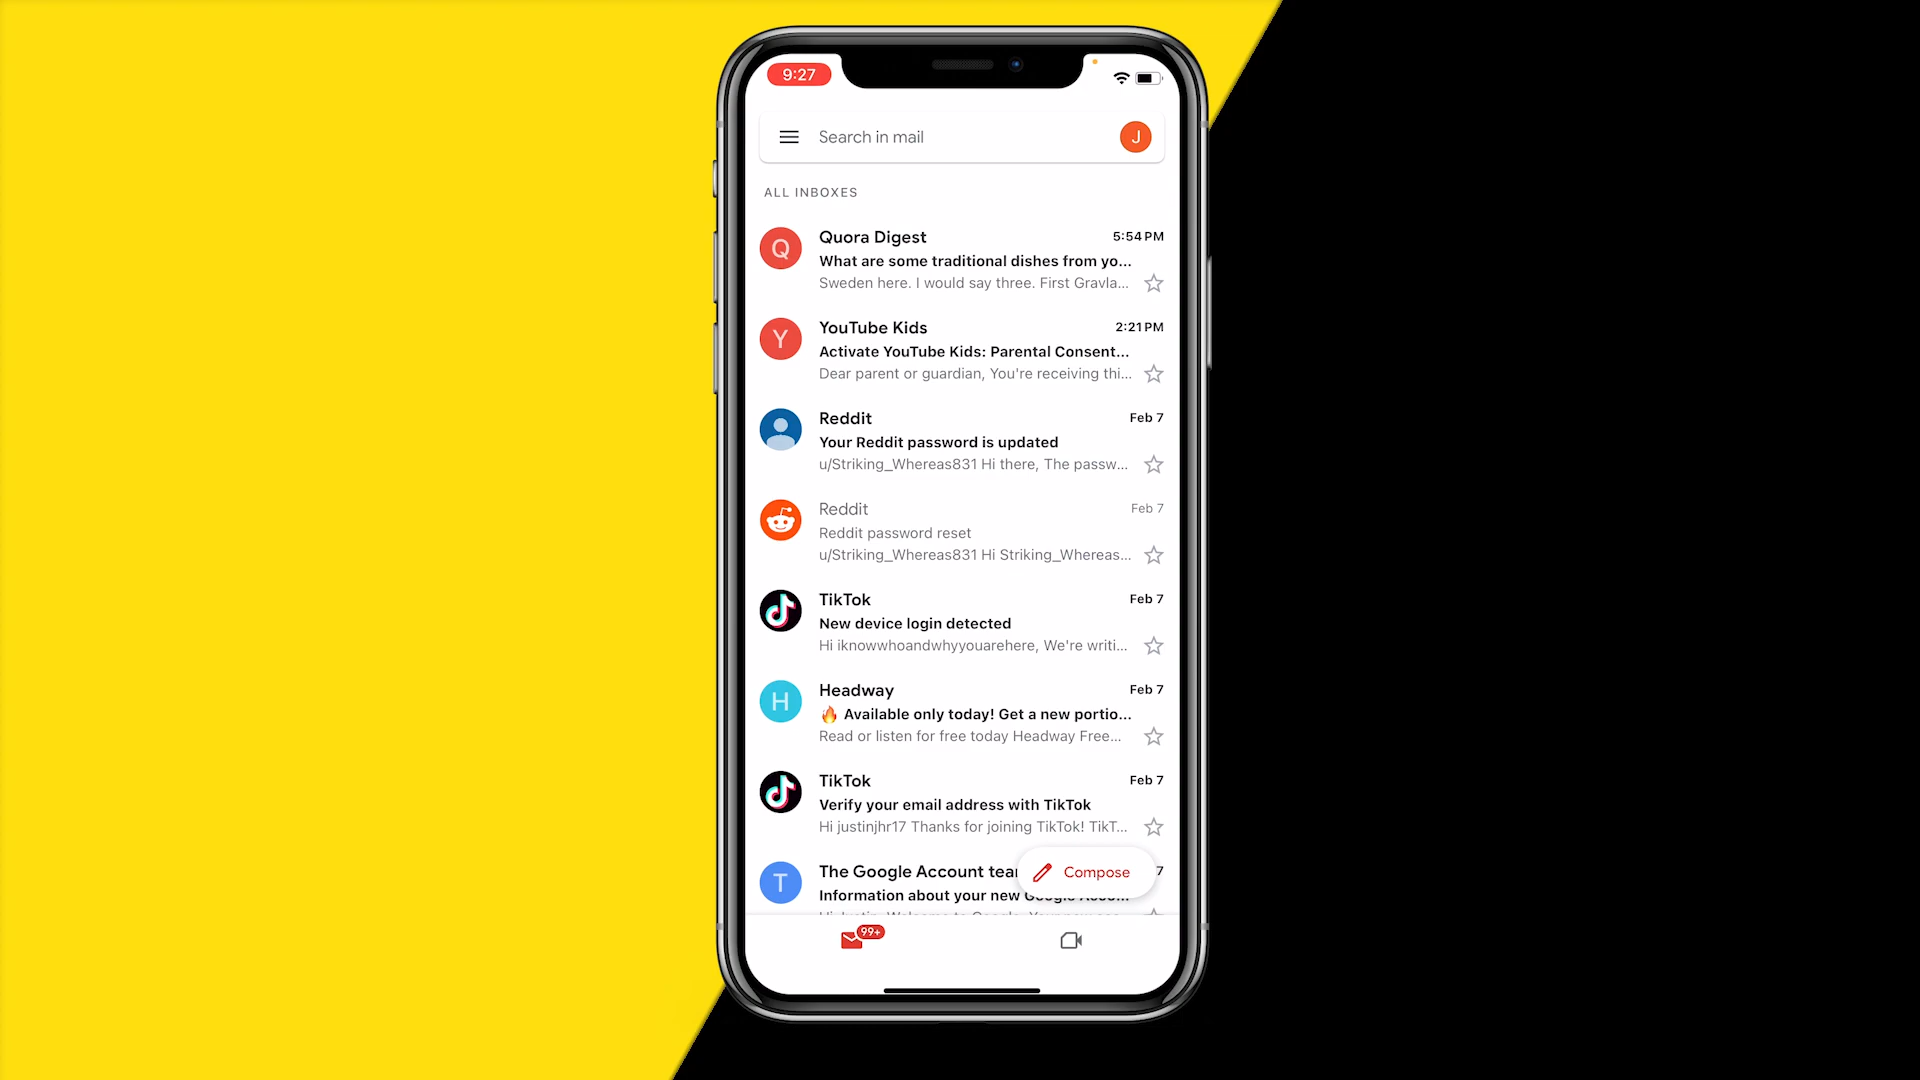 9:27
Search in mail
J
ALL INBOXES
Q
Quora Digest
5:54 PM
What are some traditional dishes from yo...
Sweden here. I would say three. First Gravla...
Y
YouTube Kids
2:21 PM
Activate YouTube Kids: Parental Consent...
Dear parent or guardian, You're receiving thi...
Reddit
Feb 7
Your Reddit password is updated
u/Striking_Whereas831 Hi there, The passw...
Reddit
Feb 7
Reddit password reset
u/Striking_Whereas831 Hi Striking_Whereas...
TikTok
Feb 7
New device login detected
Hi iknowwhoandwhyyouarehere, We're writi...
H
Headway
Feb 7
🔥 Available only today! Get a new portio...
Read or listen for free today Headway Free...
TikTok
Feb 7
Verify your email address with TikTok
Hi justinjhr17 Thanks for joining TikTok! TikT...
T
The Google Account tea
7
Information about your new Google Acco...
Compose
99+